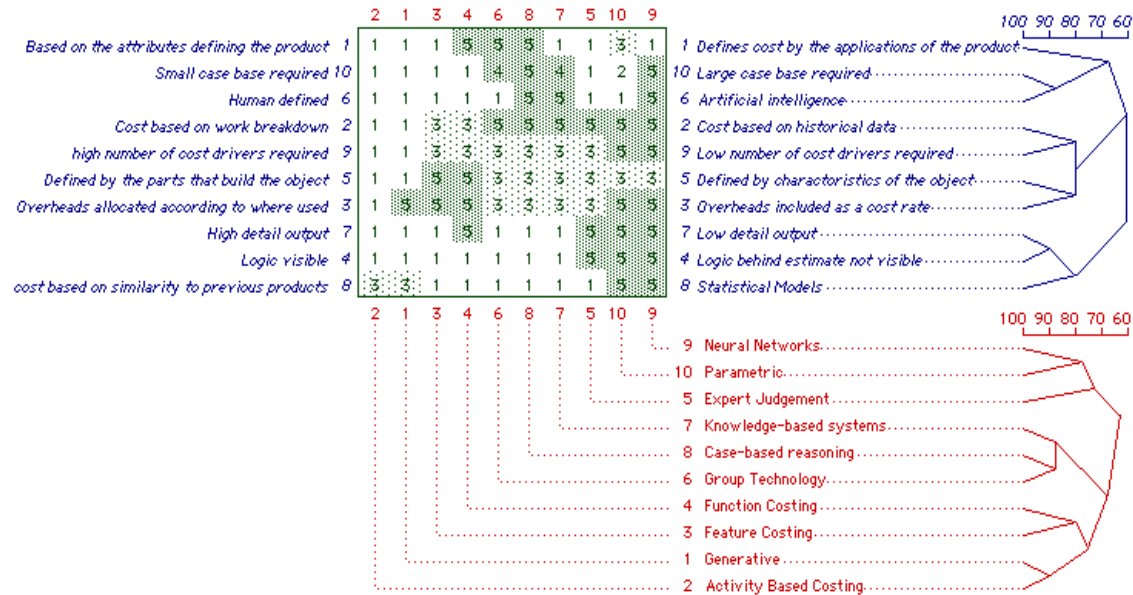 2 1 3 4 6 8 7 5 10 9
100 90 80 70 60
Based on the attributes defining the product 1 1 1 1 5 5 5 1 1 3 1 1 Defines cost by the applications of the product
Small case base required 10 1 1 1 1 4 5 4 1 2 5 10 Large case base required
Human defined 6 1 1 1 1 1 5 5 1 1 5 6 Artificial intelligence
Cost based on work breakdown 2 1 1 3 3 5 5 5 5 5 5 2 Cost based on historical data
high number of cost drivers required 9 1 1 3 3 3 3 3 3 5 5 9 Low number of cost drivers required
Defined by the parts that build the object 5 1 1 5 5 3 3 3 3 3 3 5 Defined by characteristics of the object
Overheads allocated according to where used 3 1 5 5 5 3 3 3 3 5 5 3 Overheads included as a cost rate
High detail output 7 1 1 1 5 1 1 1 5 5 5 7 Low detail output
Logic visible 4 1 1 1 1 1 1 1 5 5 5 4 Logic behind estimate not visible
cost based on similarity to previous products 8 3 3 1 1 1 1 1 1 5 5 8 Statistical Models
2 1 3 4 6 8 7 5 10 9
100 90 80 70 60
9 Neural Networks
10 Parametric
5 Expert Judgement
7 Knowledge-based systems
8 Case-based reasoning
6 Group Technology
4 Function Costing
3 Feature Costing
1 Generative
2 Activity Based Costing